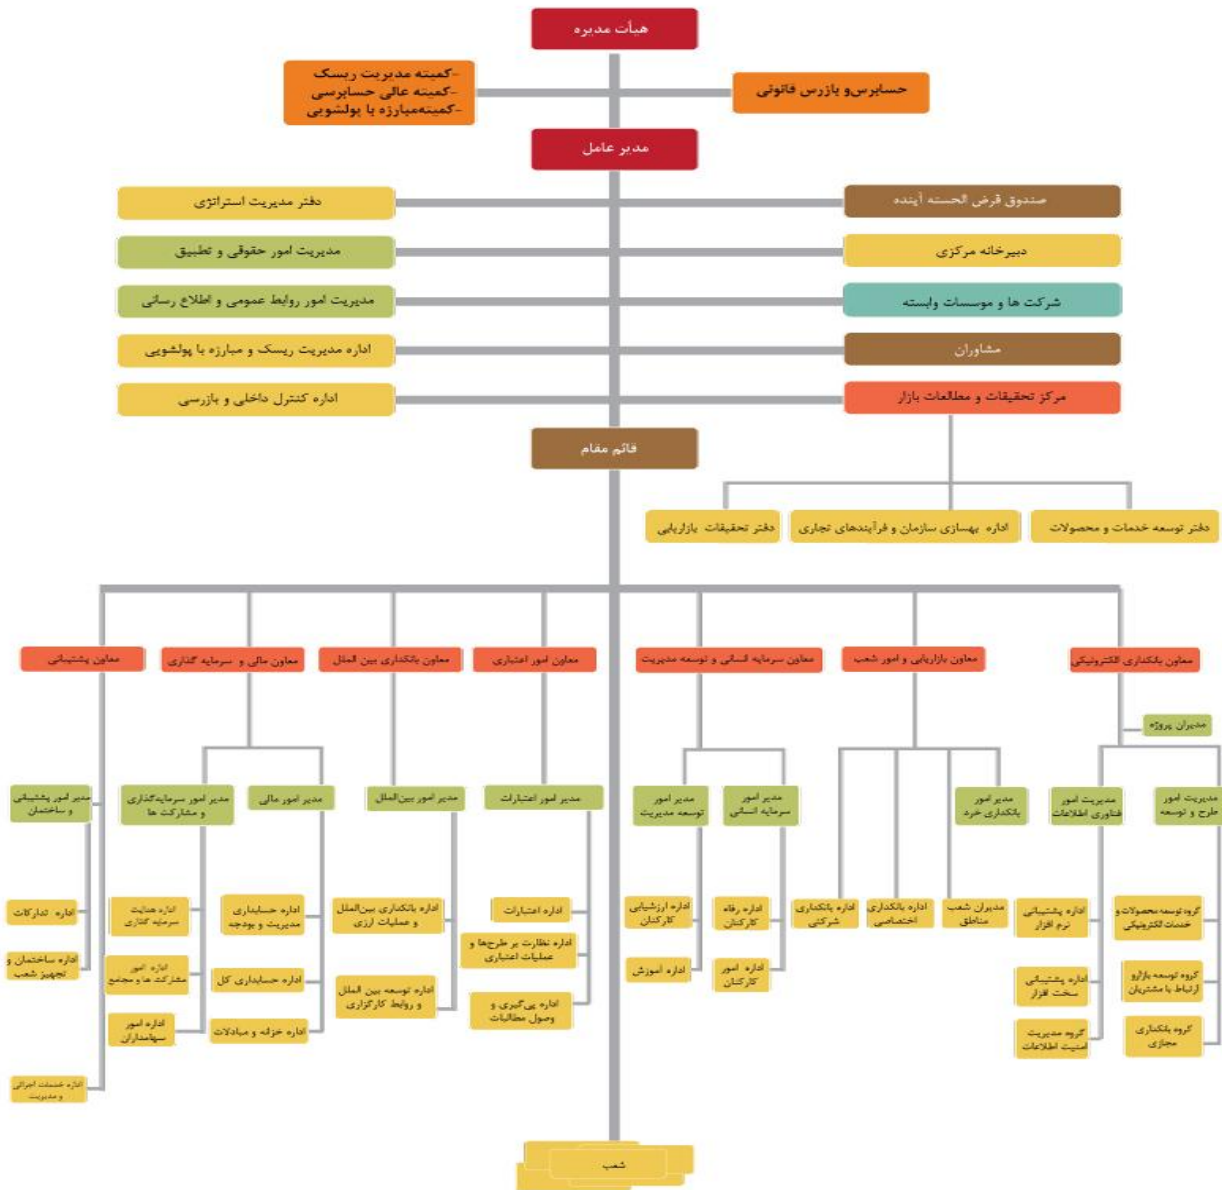 هیأت مدیره
-کمیته مدیریت ریسک
-کمیته عالی حسابرسی
-کمیته مبارزه با پولشویی
حسابرس و بازرس قانونی
مدیر عامل
صندوق قرض الحسنه آینده
دفتر مدیریت استراتژی
دبیرخانه مرکزی
مدیریت امور حقوقی و تطبیق
شرکت ها و موسسات وابسته
مدیریت امور روابط عمومی و اطلاع رسانی
مشاوران
اداره مدیریت ریسک و مبارزه با پولشویی
مرکز تحقیقات و مطالعات بازار
اداره کنترل داخلی و بازرسی
قائم مقام
دفتر توسعه خدمات و محصولات
اداره بهسازی سازمان و فرآیندهای تجاری
دفتر تحقیقات بازاریابی
معاون بانکداری الکترونیکی
معاون بازاریابی و امور شعب
معاون سرمایه انسانی و توسعه مدیریت
معاون امور اعتباری
معاون بانکداری بین الملل
معاون مالی و سرمایه گذاری
معاون پشتیبانی
مدیران پروژه
مدیریت امور
طرح و توسعه
مدیریت امور
فناوری اطلاعات
مدیر امور
بانکداری خرد
مدیر امور
سرمایه انسانی
مدیر امور
توسعه مدیریت
مدیر امور اعتبارات
مدیر امور بین‌الملل
مدیر امور مالی
مدیر امور سرمایه‌گذاری
و مشارکت ها
مدیر امور پشتیبانی
و ساختمان
گروه توسعه محصولات و
خدمات الکترونیکی
گروه توسعه بازار و
ارتباط با مشتریان
گروه بانکداری
مجازی
اداره پشتیبانی
نرم افزار
اداره پشتیبانی
سخت افزار
گروه مدیریت
امنیت اطلاعات
مدیران شعب
مناطق
اداره بانکداری
اختصاصی
اداره بانکداری
شرکتی
اداره رفاه
کارکنان
اداره امور
کارکنان
اداره ارزشیابی
کارکنان
اداره آموزش
اداره اعتبارات
اداره نظارت بر طرح‌ها و
عملیات اعتباری
اداره پی‌گیری و
وصول مطالبات
اداره بانکداری بین‌الملل
و عملیات ارزی
اداره توسعه بین الملل
و روابط کارگزاری
اداره حسابداری
مدیریت و بودجه
اداره حسابداری کل
اداره خزانه و مبادلات
اداره هدایت
سرمایه گذاری
اداره امور
مشارکت ها و مجامع
اداره امور
سهامداران
اداره تدارکات
اداره ساختمان و
تجهیز شعب
اداره خدمات اجرائی
و مدیریت
شعب